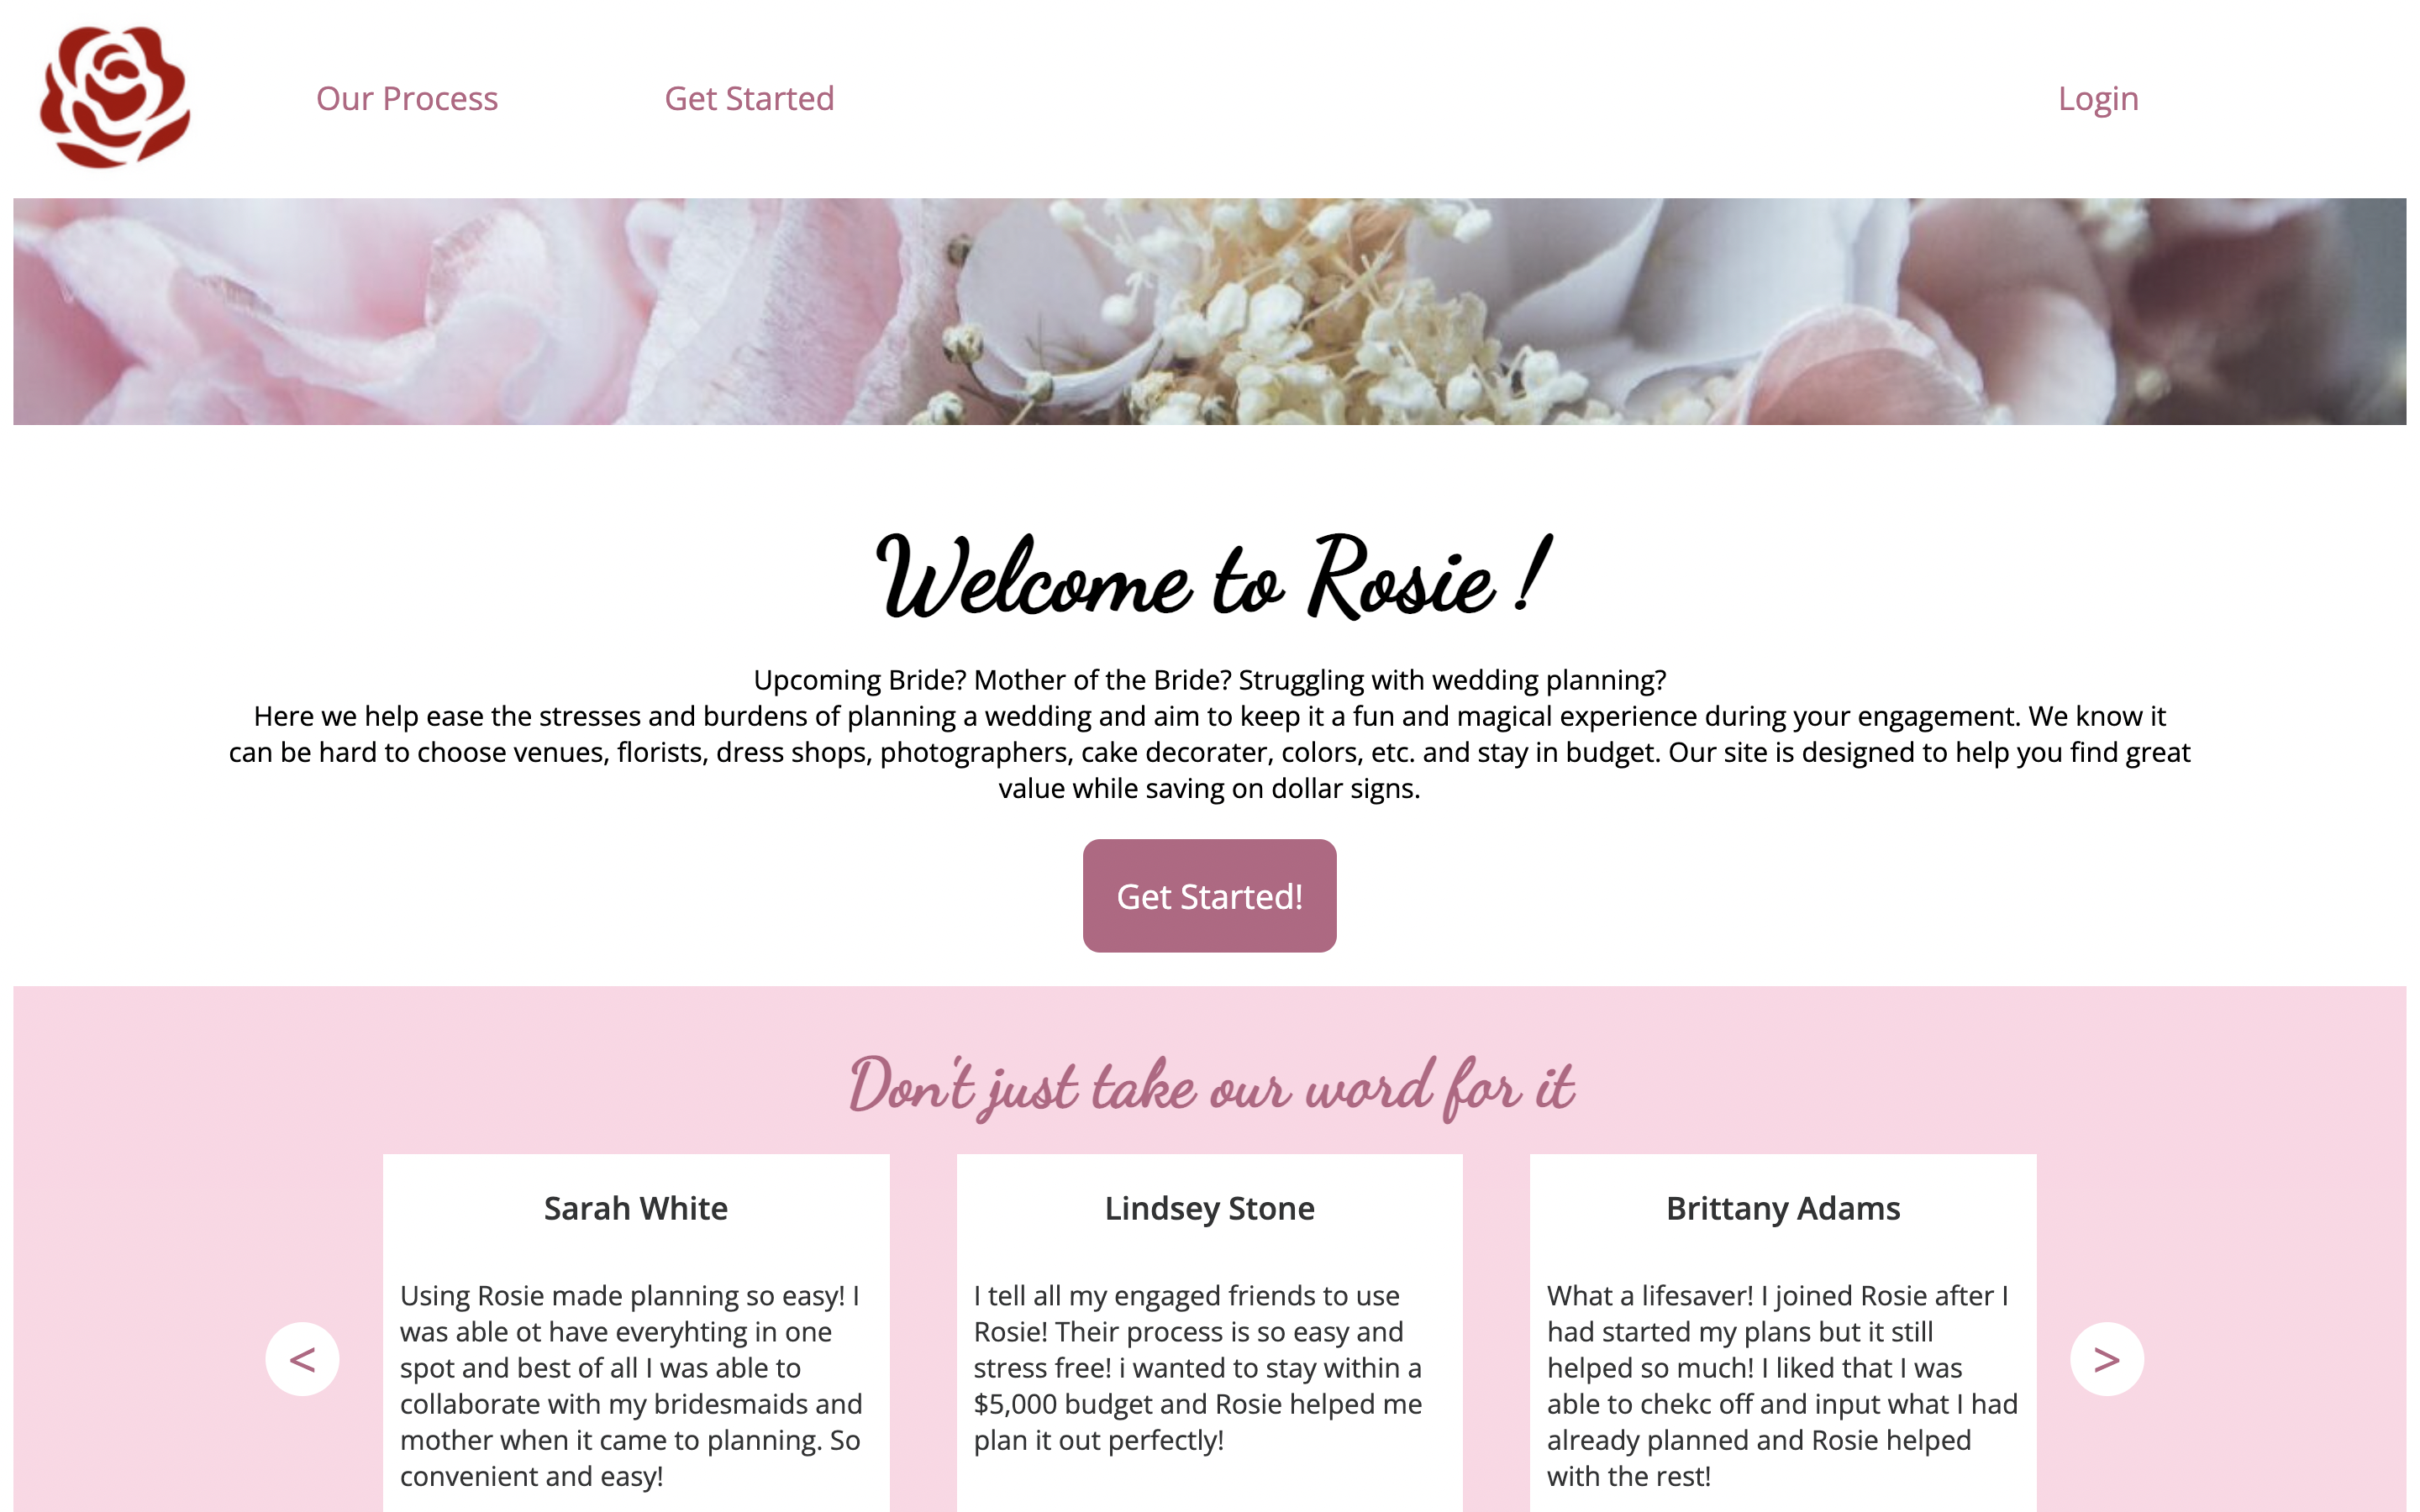 Our Process
Get Started
Login
Welcome to Rosie !
Upcoming Bride? Mother of the Bride? Struggling with wedding planning?
Here we help ease the stresses and burdens of planning a wedding and aim to keep it a fun and magical experience during your engagement. We know it
can be hard to choose venues, florists, dress shops, photographers, cake decorater, colors, etc. and stay in budget. Our site is designed to help you find great
value while saving on dollar signs.
Get Started!
Don't just take our word for it
Sarah White
Using Rosie made planning so easy! I
was able ot have everyhting in one
spot and best of all I was able to
collaborate with my bridesmaids and
mother when it came to planning. So
convenient and easy!
Lindsey Stone
I tell all my engaged friends to use
Rosie! Their process is so easy and
stress free! i wanted to stay within a
$5,000 budget and Rosie helped me
plan it out perfectly!
Brittany Adams
What a lifesaver! I joined Rosie after I
had started my plans but it still
helped so much! I liked that I was
able to chekc off and input what I had
already planned and Rosie helped
with the rest!
<
>